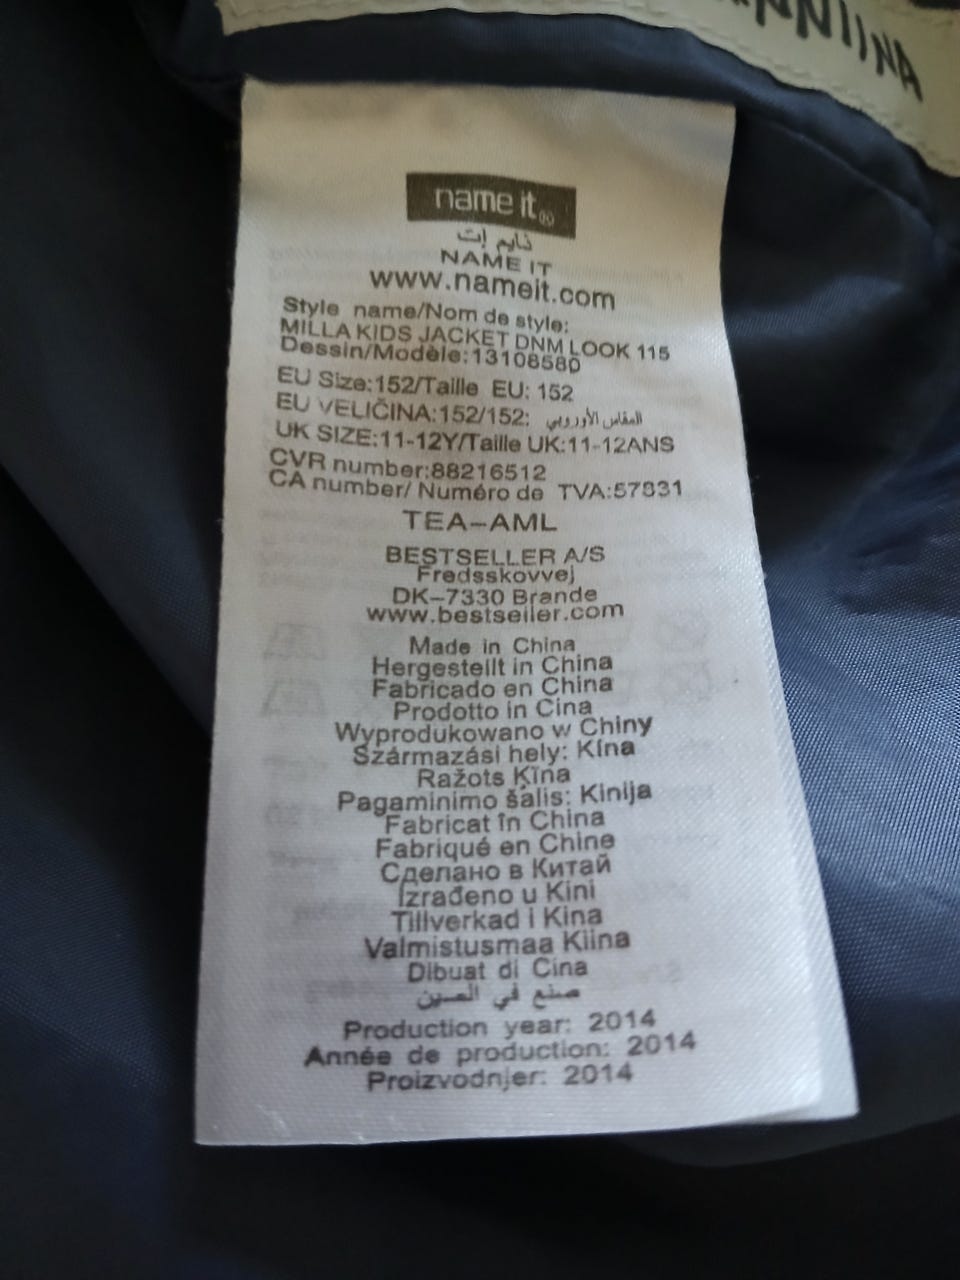 name it
نايم إت
NAME IT
www.nameit.com
Style name/Nom de style:
MILLA KIDS JACKET DNM LOOK 115
Dessin/Modèle:13108580
EU Size:152/Taille EU: 152
EU VELIČINA:152/152: المقاس الأوروبي
UK SIZE:11-12Y/Taille UK:11-12ANS
CVR number:88216512
CA number/ Numéro de TVA:57831
TEA-AML
BESTSELLER A/S
Fredsskovvej
DK-7330 Brande
www.bestseller.com
Made in China
Hergestellt in China
Fabricado en China
Prodotto in Cina
Wyprodukowano w Chiny
Származási hely: Kína
Ražots Ķīna
Pagaminimo šalis: Kinija
Fabricat în China
Fabriqué en Chine
Сделано в Китай
Izrađeno u Kini
Tillverkad i Kina
Valmistusmaa Kiina
Dibuat di Cina
صنع في الصين
Production year: 2014
Année de production: 2014
Proizvodnjer: 2014